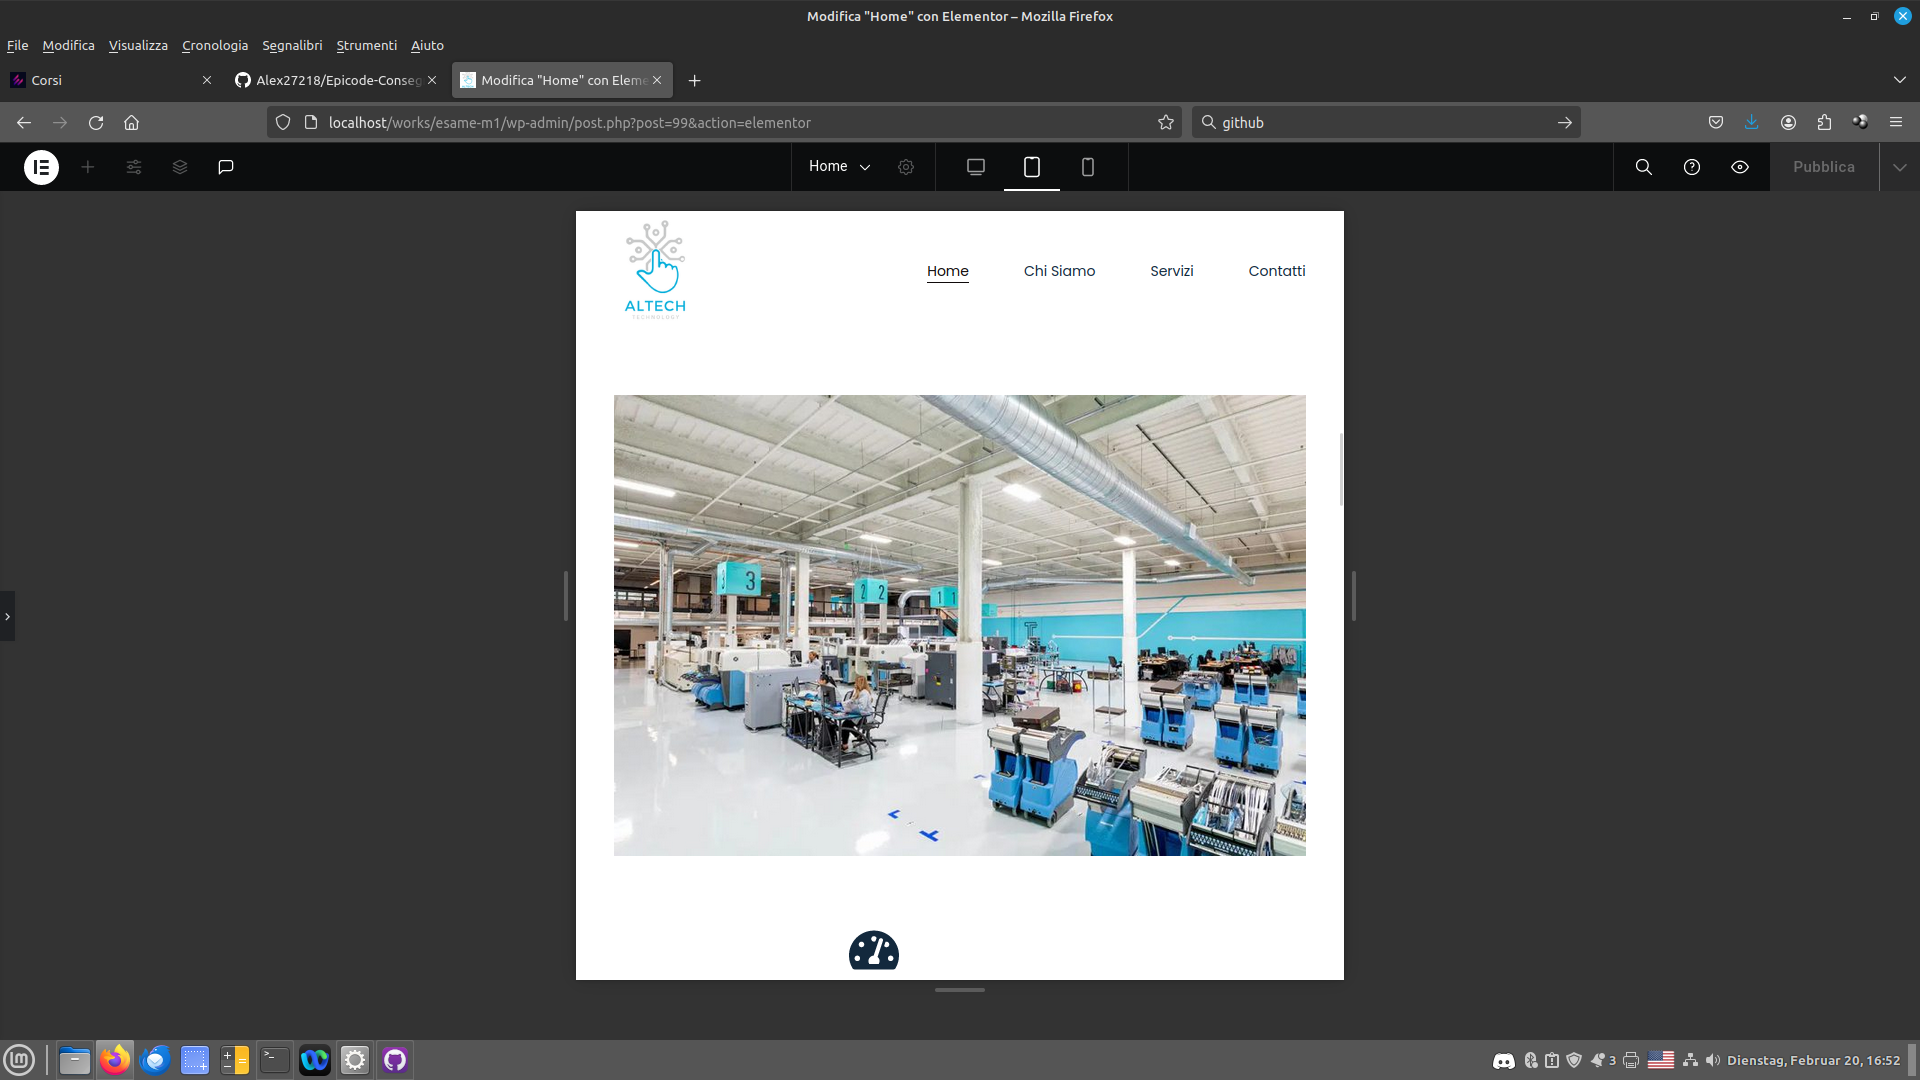 Modifica "Home" con Elementor – Mozilla Firefox
File Modifica Visualizza Cronologia Segnalibri Strumenti Aiuto
Corsi
Alex27218/Epicode-Conseg
Modifica "Home" con Eleme
localhost/works/esame-m1/wp-admin/post.php?post=99&action=elementor
github
Home
Pubblica
ALTECH
TECHNOLOGY
Home Chi Siamo Servizi Contatti
3 3
2 2
1 1
3
Dienstag, Februar 20, 16:52